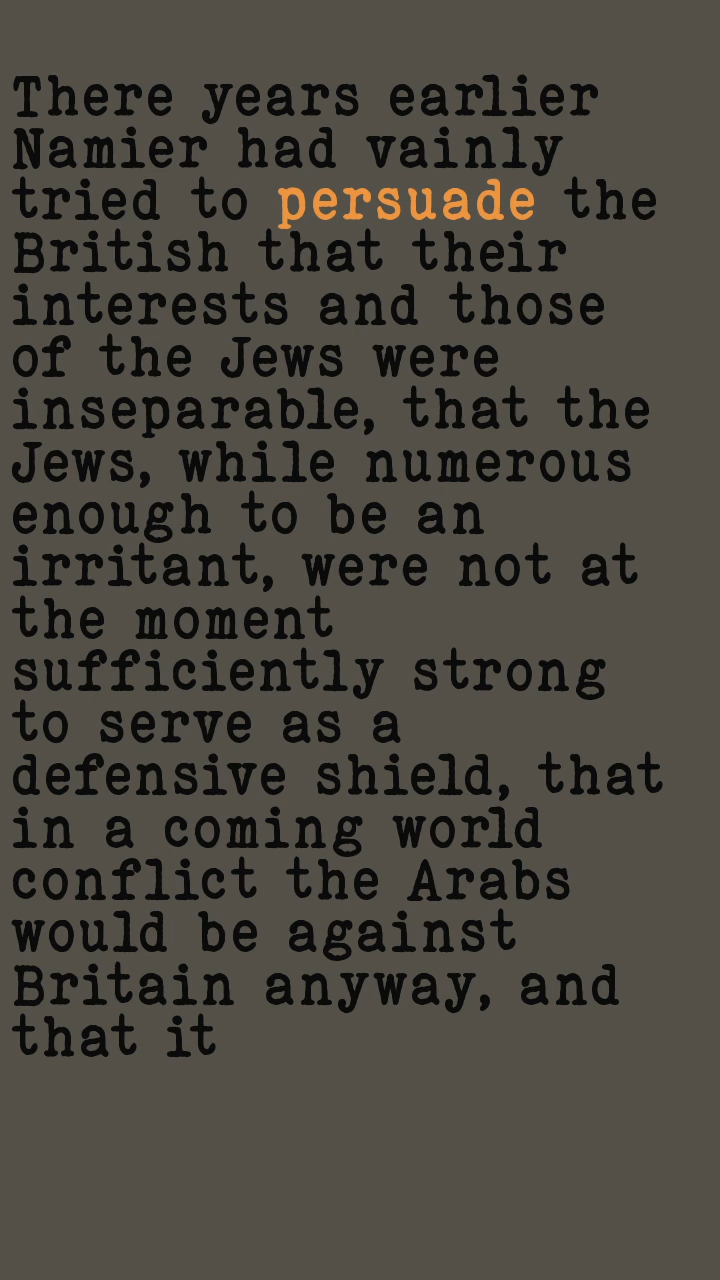 There years earlier
Namier had vainly
tried to persuade the
British that their
interests and those
of the Jews were
inseparable, that the
Jews, while numerous
enough to be an
irritant, were not at
the moment
sufficiently strong
to serve as a
defensive shield, that
in a coming world
conflict the Arabs
would be against
Britain anyway, and
that it